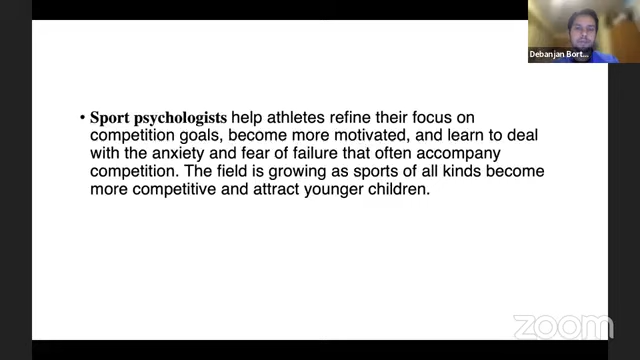 Debanjan Bort...
• Sport psychologists help athletes refine their focus on
competition goals, become more motivated, and learn to deal
with the anxiety and fear of failure that often accompany
competition. The field is growing as sports of all kinds become
more competitive and attract younger children.
zoom